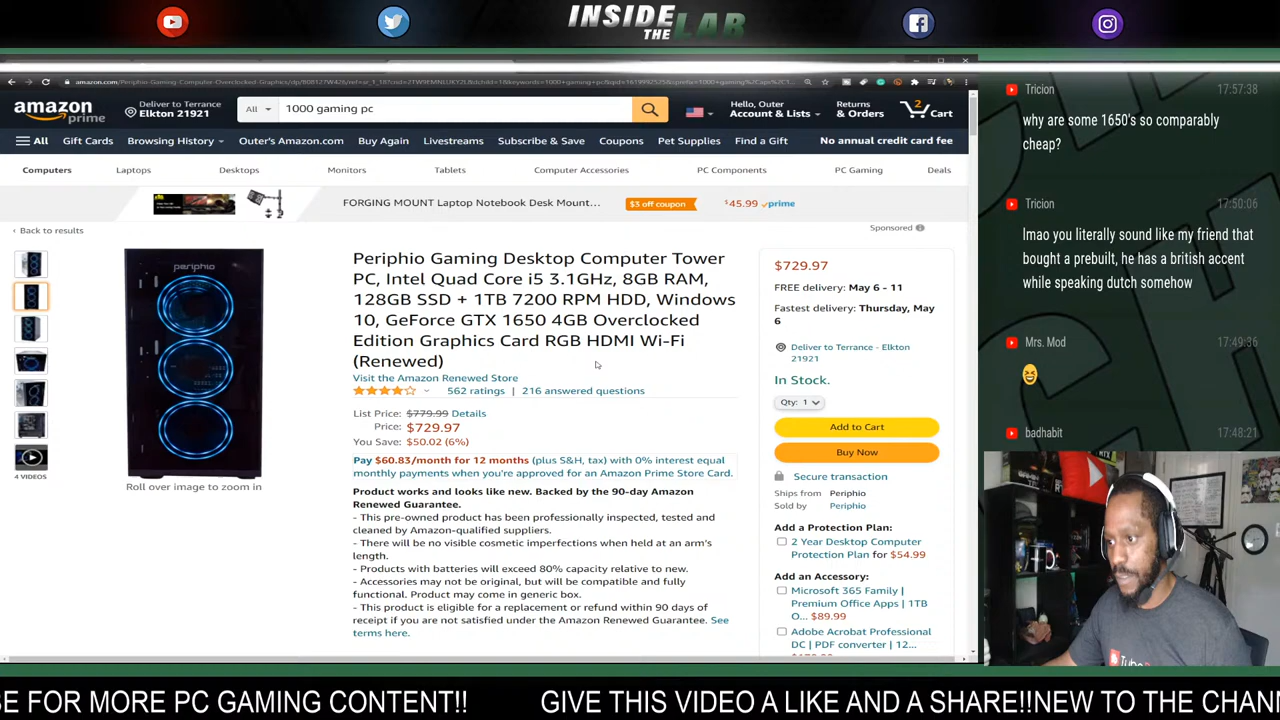 INSIDE
THE LAB
amazon
prime
Deliver to Terrance
Elkton 21921
All
1000 gaming pc
Hello, Outer
Account & Lists
Returns
& Orders
2
Cart
All
Gift Cards
Browsing History
Outer's Amazon.com
Buy Again
Livestreams
Subscribe & Save
Coupons
Pet Supplies
Find a Gift
No annual credit card fee
Computers
Laptops
Desktops
Monitors
Tablets
Computer Accessories
PC Components
PC Gaming
Deals
FORGING MOUNT Laptop Notebook Desk Mount...
$3 off coupon
$45.99 prime
Sponsored
‹ Back to results
periphio
4 VIDEOS
Roll over image to zoom in
Periphio Gaming Desktop Computer Tower
PC, Intel Quad Core i5 3.1GHz, 8GB RAM,
128GB SSD + 1TB 7200 RPM HDD, Windows
10, GeForce GTX 1650 4GB Overclocked
Edition Graphics Card RGB HDMI Wi-Fi
(Renewed)
Visit the Amazon Renewed Store
562 ratings | 216 answered questions
List Price: $779.99 Details
Price: $729.97
You Save: $50.02 (6%)
Pay $60.83/month for 12 months (plus S&H, tax) with 0% interest equal
monthly payments when you're approved for an Amazon Prime Store Card.
Product works and looks like new. Backed by the 90-day Amazon
Renewed Guarantee.
- This pre-owned product has been professionally inspected, tested and
cleaned by Amazon-qualified suppliers.
- There will be no visible cosmetic imperfections when held at an arm's
length.
- Products with batteries will exceed 80% capacity relative to new.
- Accessories may not be original, but will be compatible and fully
functional. Product may come in generic box.
- This product is eligible for a replacement or refund within 90 days of
receipt if you are not satisfied under the Amazon Renewed Guarantee. See
terms here.
$729.97
FREE delivery: May 6 - 11
Fastest delivery: Thursday, May
6
Deliver to Terrance - Elkton
21921
In Stock.
Qty: 1
Add to Cart
Buy Now
Secure transaction
Ships from Periphio
Sold by Periphio
Add a Protection Plan:
2 Year Desktop Computer
Protection Plan for $54.99
Add an Accessory:
Microsoft 365 Family |
Premium Office Apps | 1TB
O... $89.99
Adobe Acrobat Professional
DC | PDF converter | 12...
Tricion 17:57:38
why are some 1650's so comparably
cheap?
Tricion 17:50:06
lmao you literally sound like my friend that
bought a prebuilt, he has a british accent
while speaking dutch somehow
Mrs. Mod 17:49:36
badhabit 17:48:21
BE FOR MORE PC GAMING CONTENT!! GIVE THIS VIDEO A LIKE AND A SHARE!!NEW TO THE CHAN